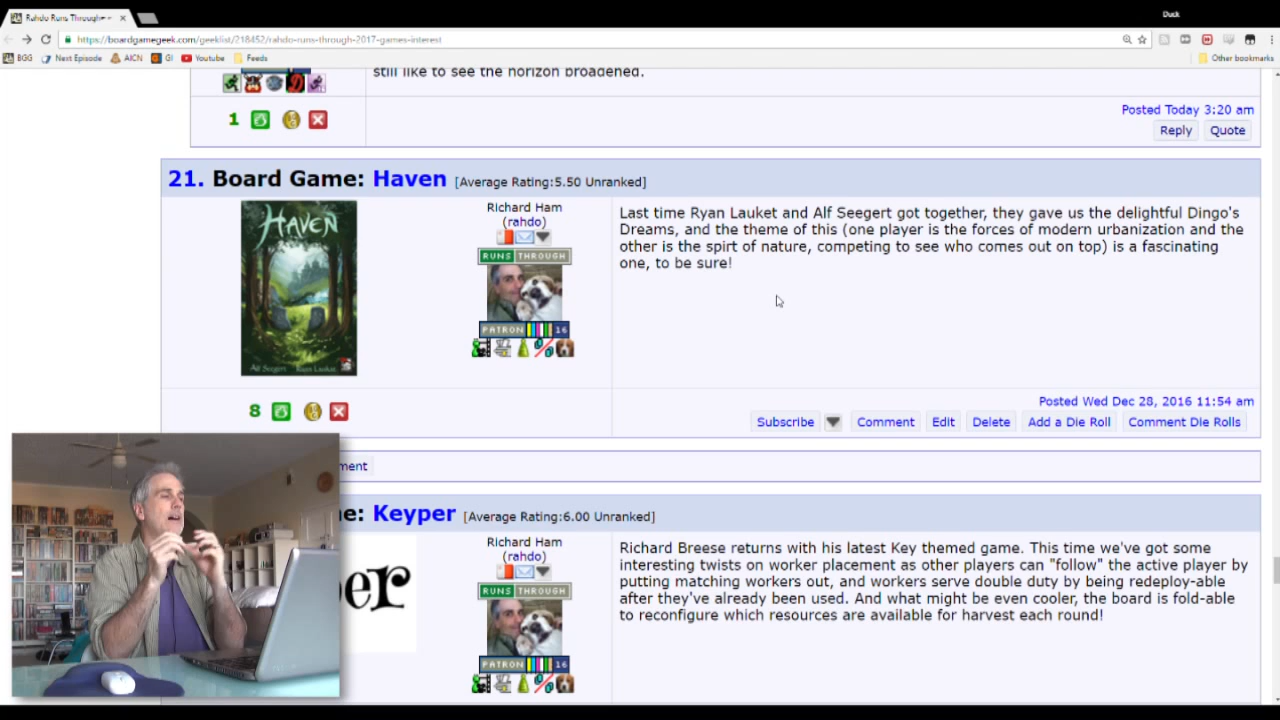 Rahdo Runs Through
Duck
https://boardgamegeek.com/geeklist/218452/rahdo-runs-through-2017-games-interest
BGG Next Episode AICN GI Youtube Feeds Other bookmarks
still like to see the horizon broadened.
1
Posted Today 3:20 am
Reply Quote
21. Board Game: Haven [Average Rating:5.50 Unranked]
HAVEN
Alf Seegert Ryan Laukat
Richard Ham
(rahdo)
RUNS THROUGH
PATRON 16
Last time Ryan Lauket and Alf Seegert got together, they gave us the delightful Dingo's
Dreams, and the theme of this (one player is the forces of modern urbanization and the
other is the spirt of nature, competing to see who comes out on top) is a fascinating
one, to be sure!
8
Posted Wed Dec 28, 2016 11:54 am
Subscribe Comment Edit Delete Add a Die Roll Comment Die Rolls
ment
e: Keyper [Average Rating:6.00 Unranked]
er
Richard Ham
(rahdo)
RUNS THROUGH
PATRON 16
Richard Breese returns with his latest Key themed game. This time we've got some
interesting twists on worker placement as other players can "follow" the active player by
putting matching workers out, and workers serve double duty by being redeploy-able
after they've already been used. And what might be even cooler, the board is fold-able
to reconfigure which resources are available for harvest each round!